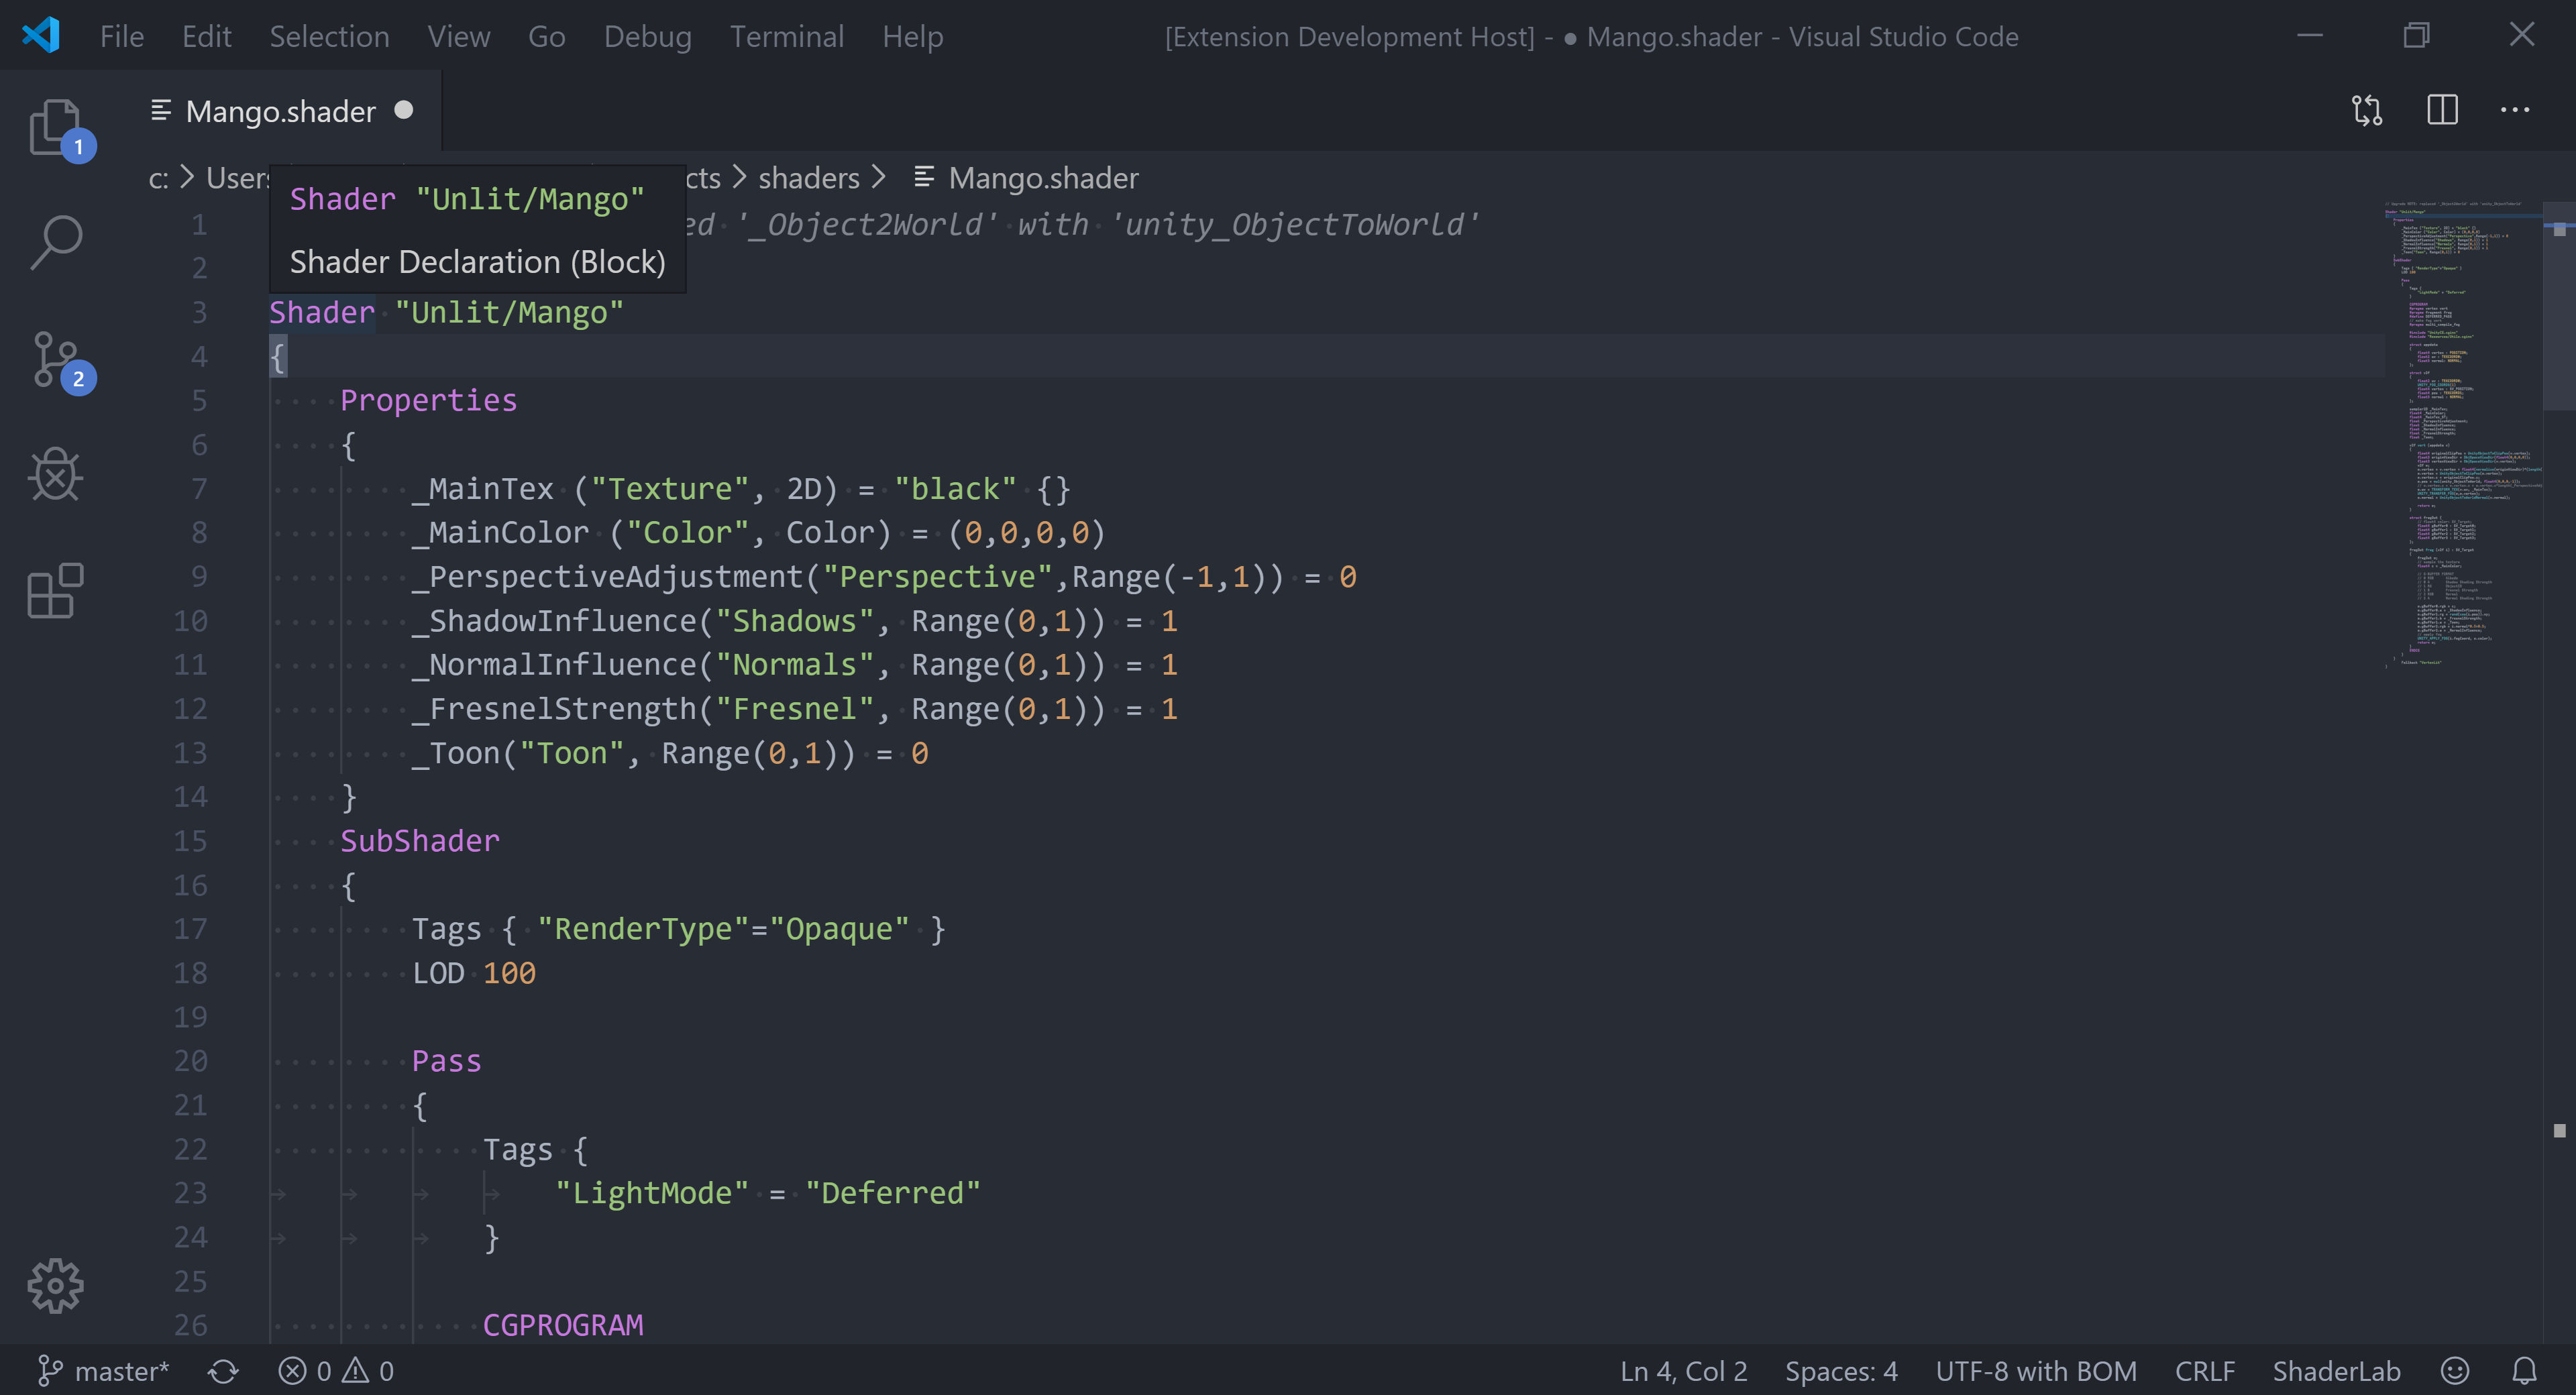 File Edit Selection View Go Debug Terminal Help [Extension Development Host] - ● Mango.shader - Visual Studio Code
Mango.shader ●
c: > Users cts > shaders > Mango.shader
Shader "Unlit/Mango"
Shader Declaration (Block)
1 ed '_Object2World' with 'unity_ObjectToWorld'
2
3 Shader "Unlit/Mango"
4 {
5 Properties
6 {
7 _MainTex ("Texture", 2D) = "black" {}
8 _MainColor ("Color", Color) = (0,0,0,0)
9 _PerspectiveAdjustment("Perspective",Range(-1,1)) = 0
10 _ShadowInfluence("Shadows", Range(0,1)) = 1
11 _NormalInfluence("Normals", Range(0,1)) = 1
12 _FresnelStrength("Fresnel", Range(0,1)) = 1
13 _Toon("Toon", Range(0,1)) = 0
14 }
15 SubShader
16 {
17 Tags { "RenderType"="Opaque" }
18 LOD 100
19
20 Pass
21 {
22 Tags {
23 "LightMode" = "Deferred"
24 }
25
26 CGPROGRAM
1
2
master* 0 0 Ln 4, Col 2 Spaces: 4 UTF-8 with BOM CRLF ShaderLab